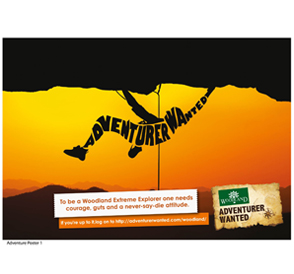 ADVENTURER WANTED
To be a Woodland Extreme Explorer one needs
courage, guts and a never-say-die attitude.
If you're up to it,log on to http://adventurerwanted.com/woodland/
WOODLAND
ADVENTURER
WANTED
Adventure Poster 1